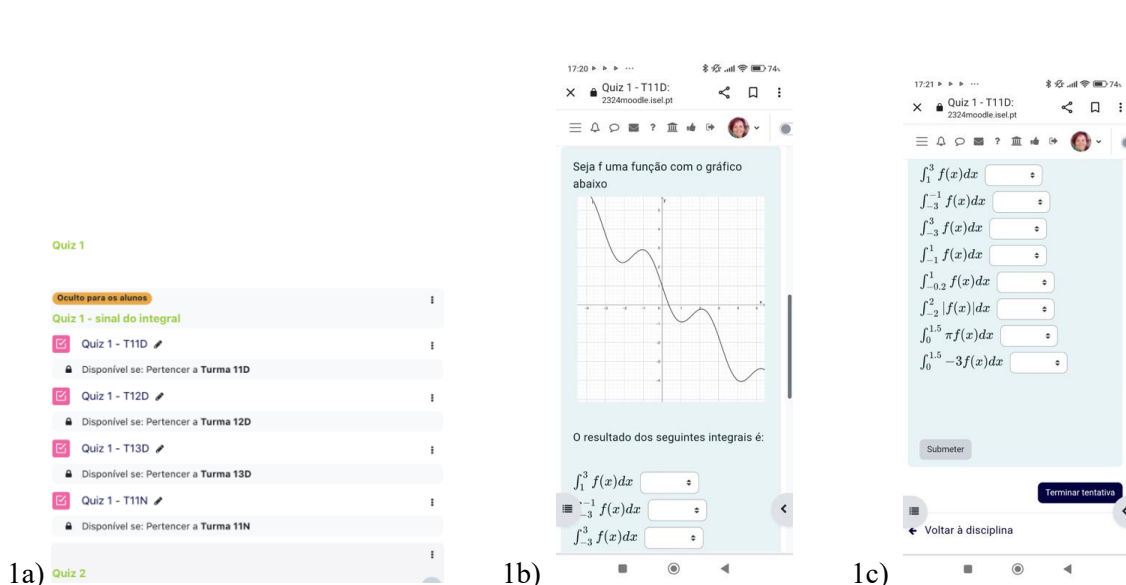 Quiz 1
Oculto para os alunos
Quiz 1 - sinal do integral
Quiz 1 - T11D
Disponível se: Pertencer a Turma 11D
Quiz 1 - T12D
Disponível se: Pertencer a Turma 12D
Quiz 1 - T13D
Disponível se: Pertencer a Turma 13D
Quiz 1 - T11N
Disponível se: Pertencer a Turma 11N
1a) Quiz 2
17:20 ... 74%
Quiz 1 - T11D:
2324moodle.isel.pt
Seja f uma função com o gráfico
abaixo
O resultado dos seguintes integrais é:
∫_1^3 f(x)dx
∫_{-3}^{-1} f(x)dx
∫_{-3}^3 f(x)dx
1b)
17:21 ... 74%
Quiz 1 - T11D:
2324moodle.isel.pt
∫_1^3 f(x)dx
∫_{-3}^{-1} f(x)dx
∫_{-3}^3 f(x)dx
∫_{-1}^1 f(x)dx
∫_{-0.2}^1 f(x)dx
∫_{-2}^2 |f(x)|dx
∫_0^{1.5} πf(x)dx
∫_0^{1.5} −3f(x)dx
Submeter
Terminar tentativa
Voltar à disciplina
1c)